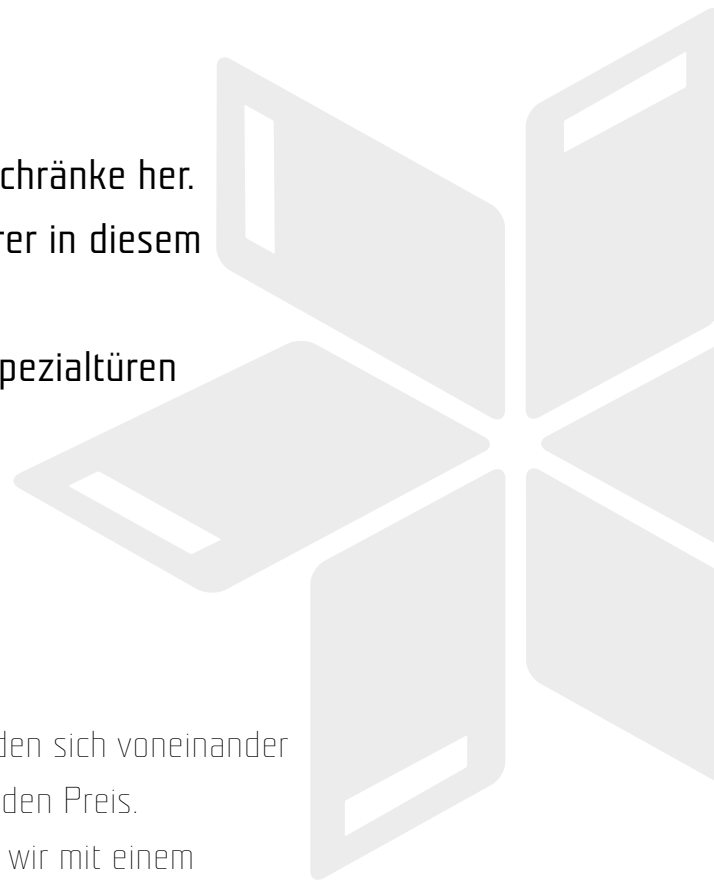 chränke her.
rer in diesem
pezialtüren
den sich voneinander
den Preis.
wir mit einem